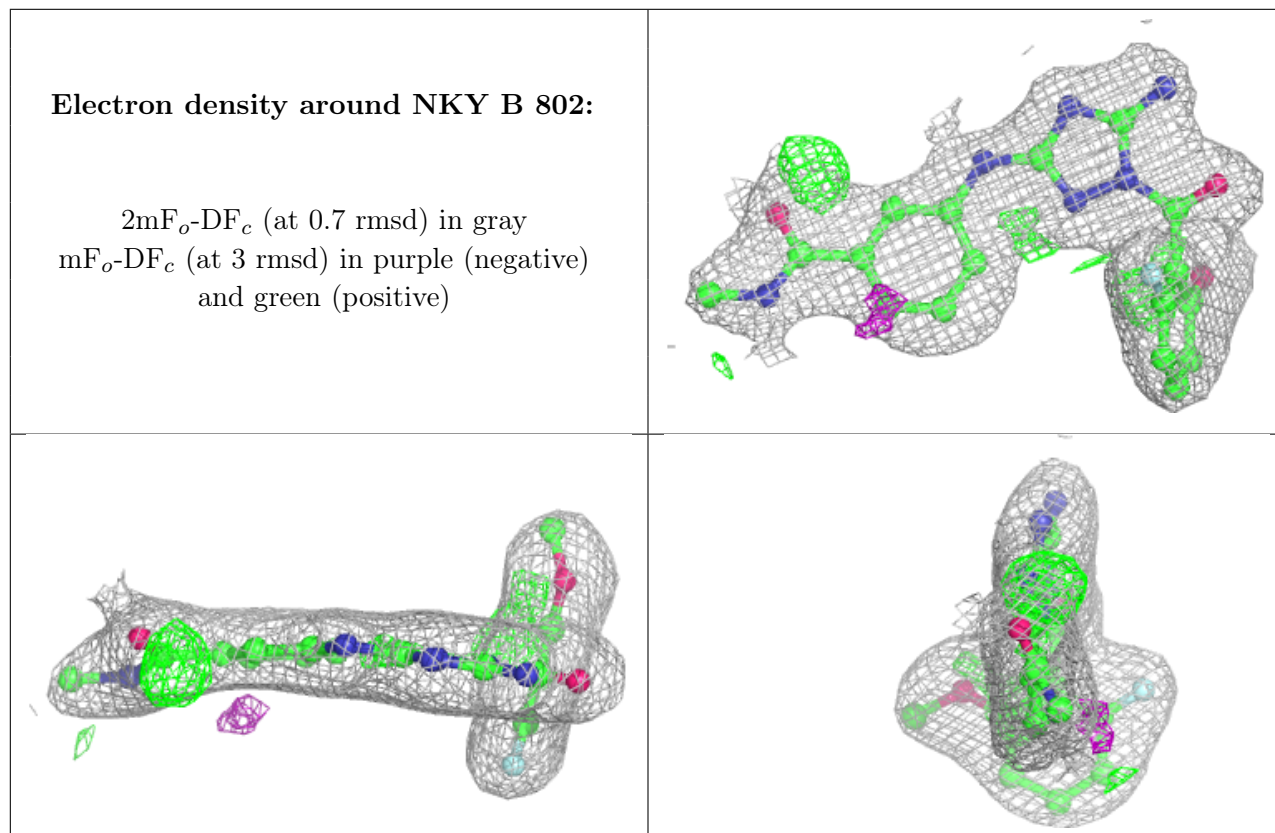 Electron density around NKY B 802:
2mFₒ-DF𝒸 (at 0.7 rmsd) in gray
mFₒ-DF𝒸 (at 3 rmsd) in purple (negative)
and green (positive)